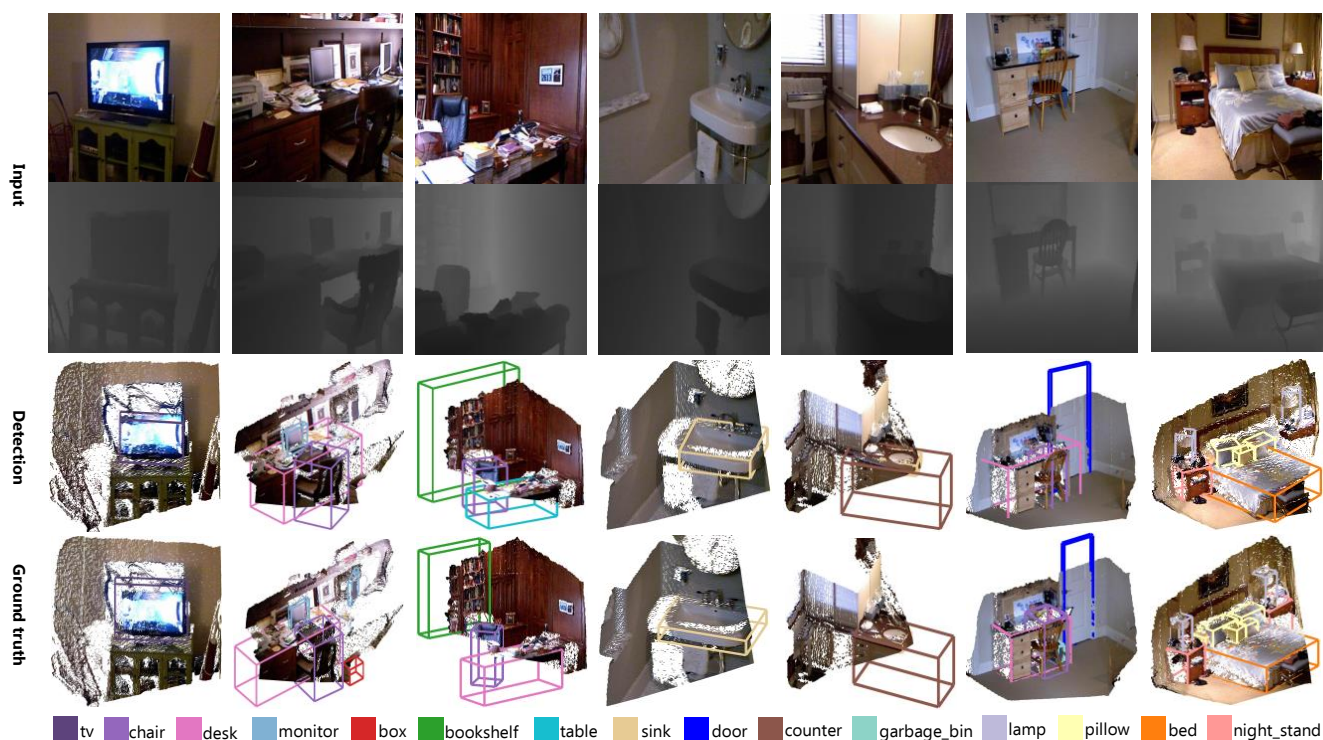 Input
Detection
Ground truth
tv chair desk monitor box bookshelf table sink door counter garbage_bin lamp pillow bed night_stand